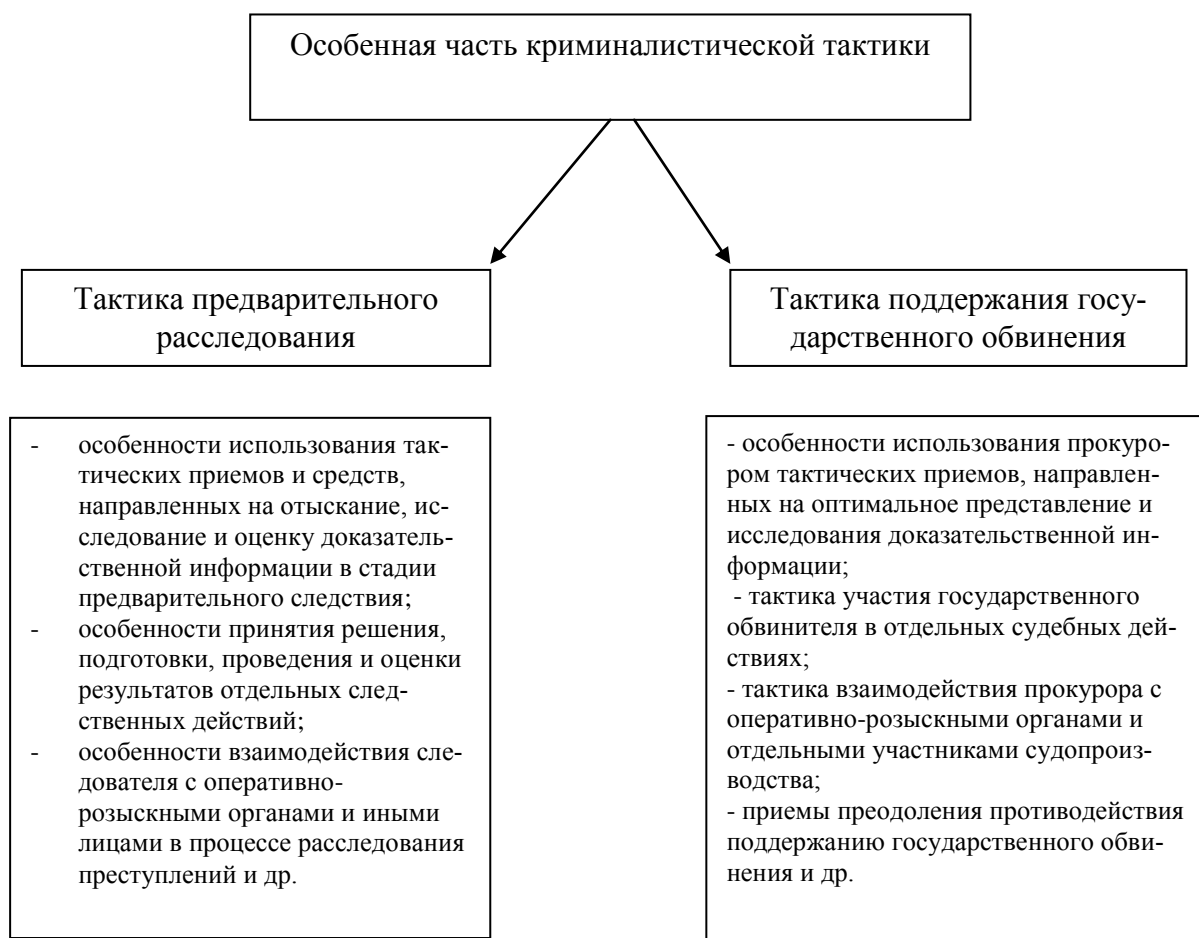 Особенная часть криминалистической тактики
Тактика предварительного
расследования
Тактика поддержания госу-
дарственного обвинения
- особенности использования так-
тических приемов и средств,
направленных на отыскание, ис-
следование и оценку доказатель-
ственной информации в стадии
предварительного следствия;
- особенности принятия решения,
подготовки, проведения и оценки
результатов отдельных след-
ственных действий;
- особенности взаимодействия сле-
дователя с оперативно-
розыскными органами и иными
лицами в процессе расследования
преступлений и др.
- особенности использования прокуро-
ром тактических приемов, направлен-
ных на оптимальное представление и
исследования доказательственной ин-
формации;
- тактика участия государственного
обвинителя в отдельных судебных дей-
ствиях;
- тактика взаимодействия прокурора с
оперативно-розыскными органами и
отдельными участниками судопроиз-
водства;
- приемы преодоления противодействия
поддержанию государственного обви-
нения и др.